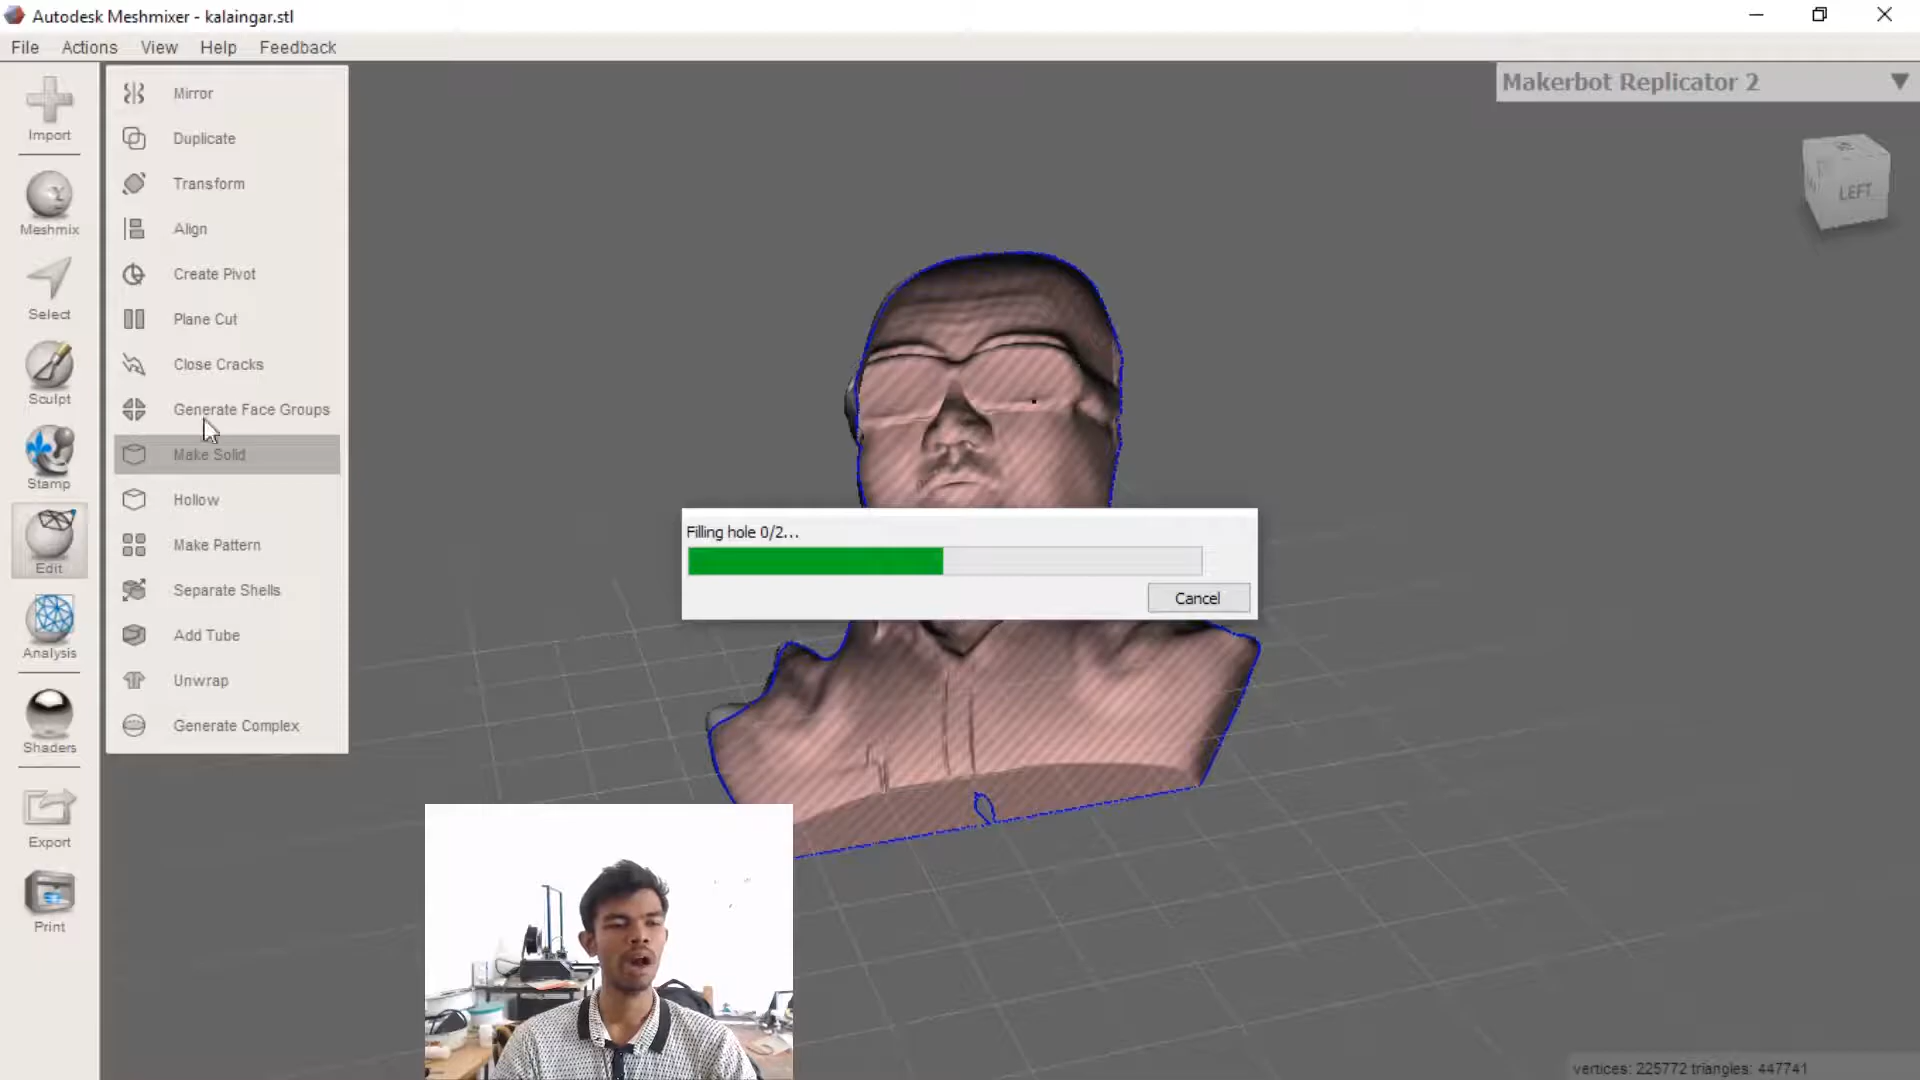 Autodesk Meshmixer - kalaingar.stl
File Actions View Help Feedback
Import
Meshmix
Select
Sculpt
Stamp
Edit
Analysis
Shaders
Export
Print
Mirror
Duplicate
Transform
Align
Create Pivot
Plane Cut
Close Cracks
Generate Face Groups
Make Solid
Hollow
Make Pattern
Separate Shells
Add Tube
Unwrap
Generate Complex
Makerbot Replicator 2
LEFT
Filling hole 0/2...
Cancel
vertices: 225772 triangles: 447741